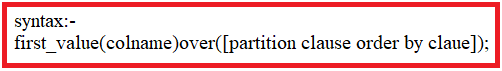 syntax:-
first_value(colname)over([partition clause order by claue]);